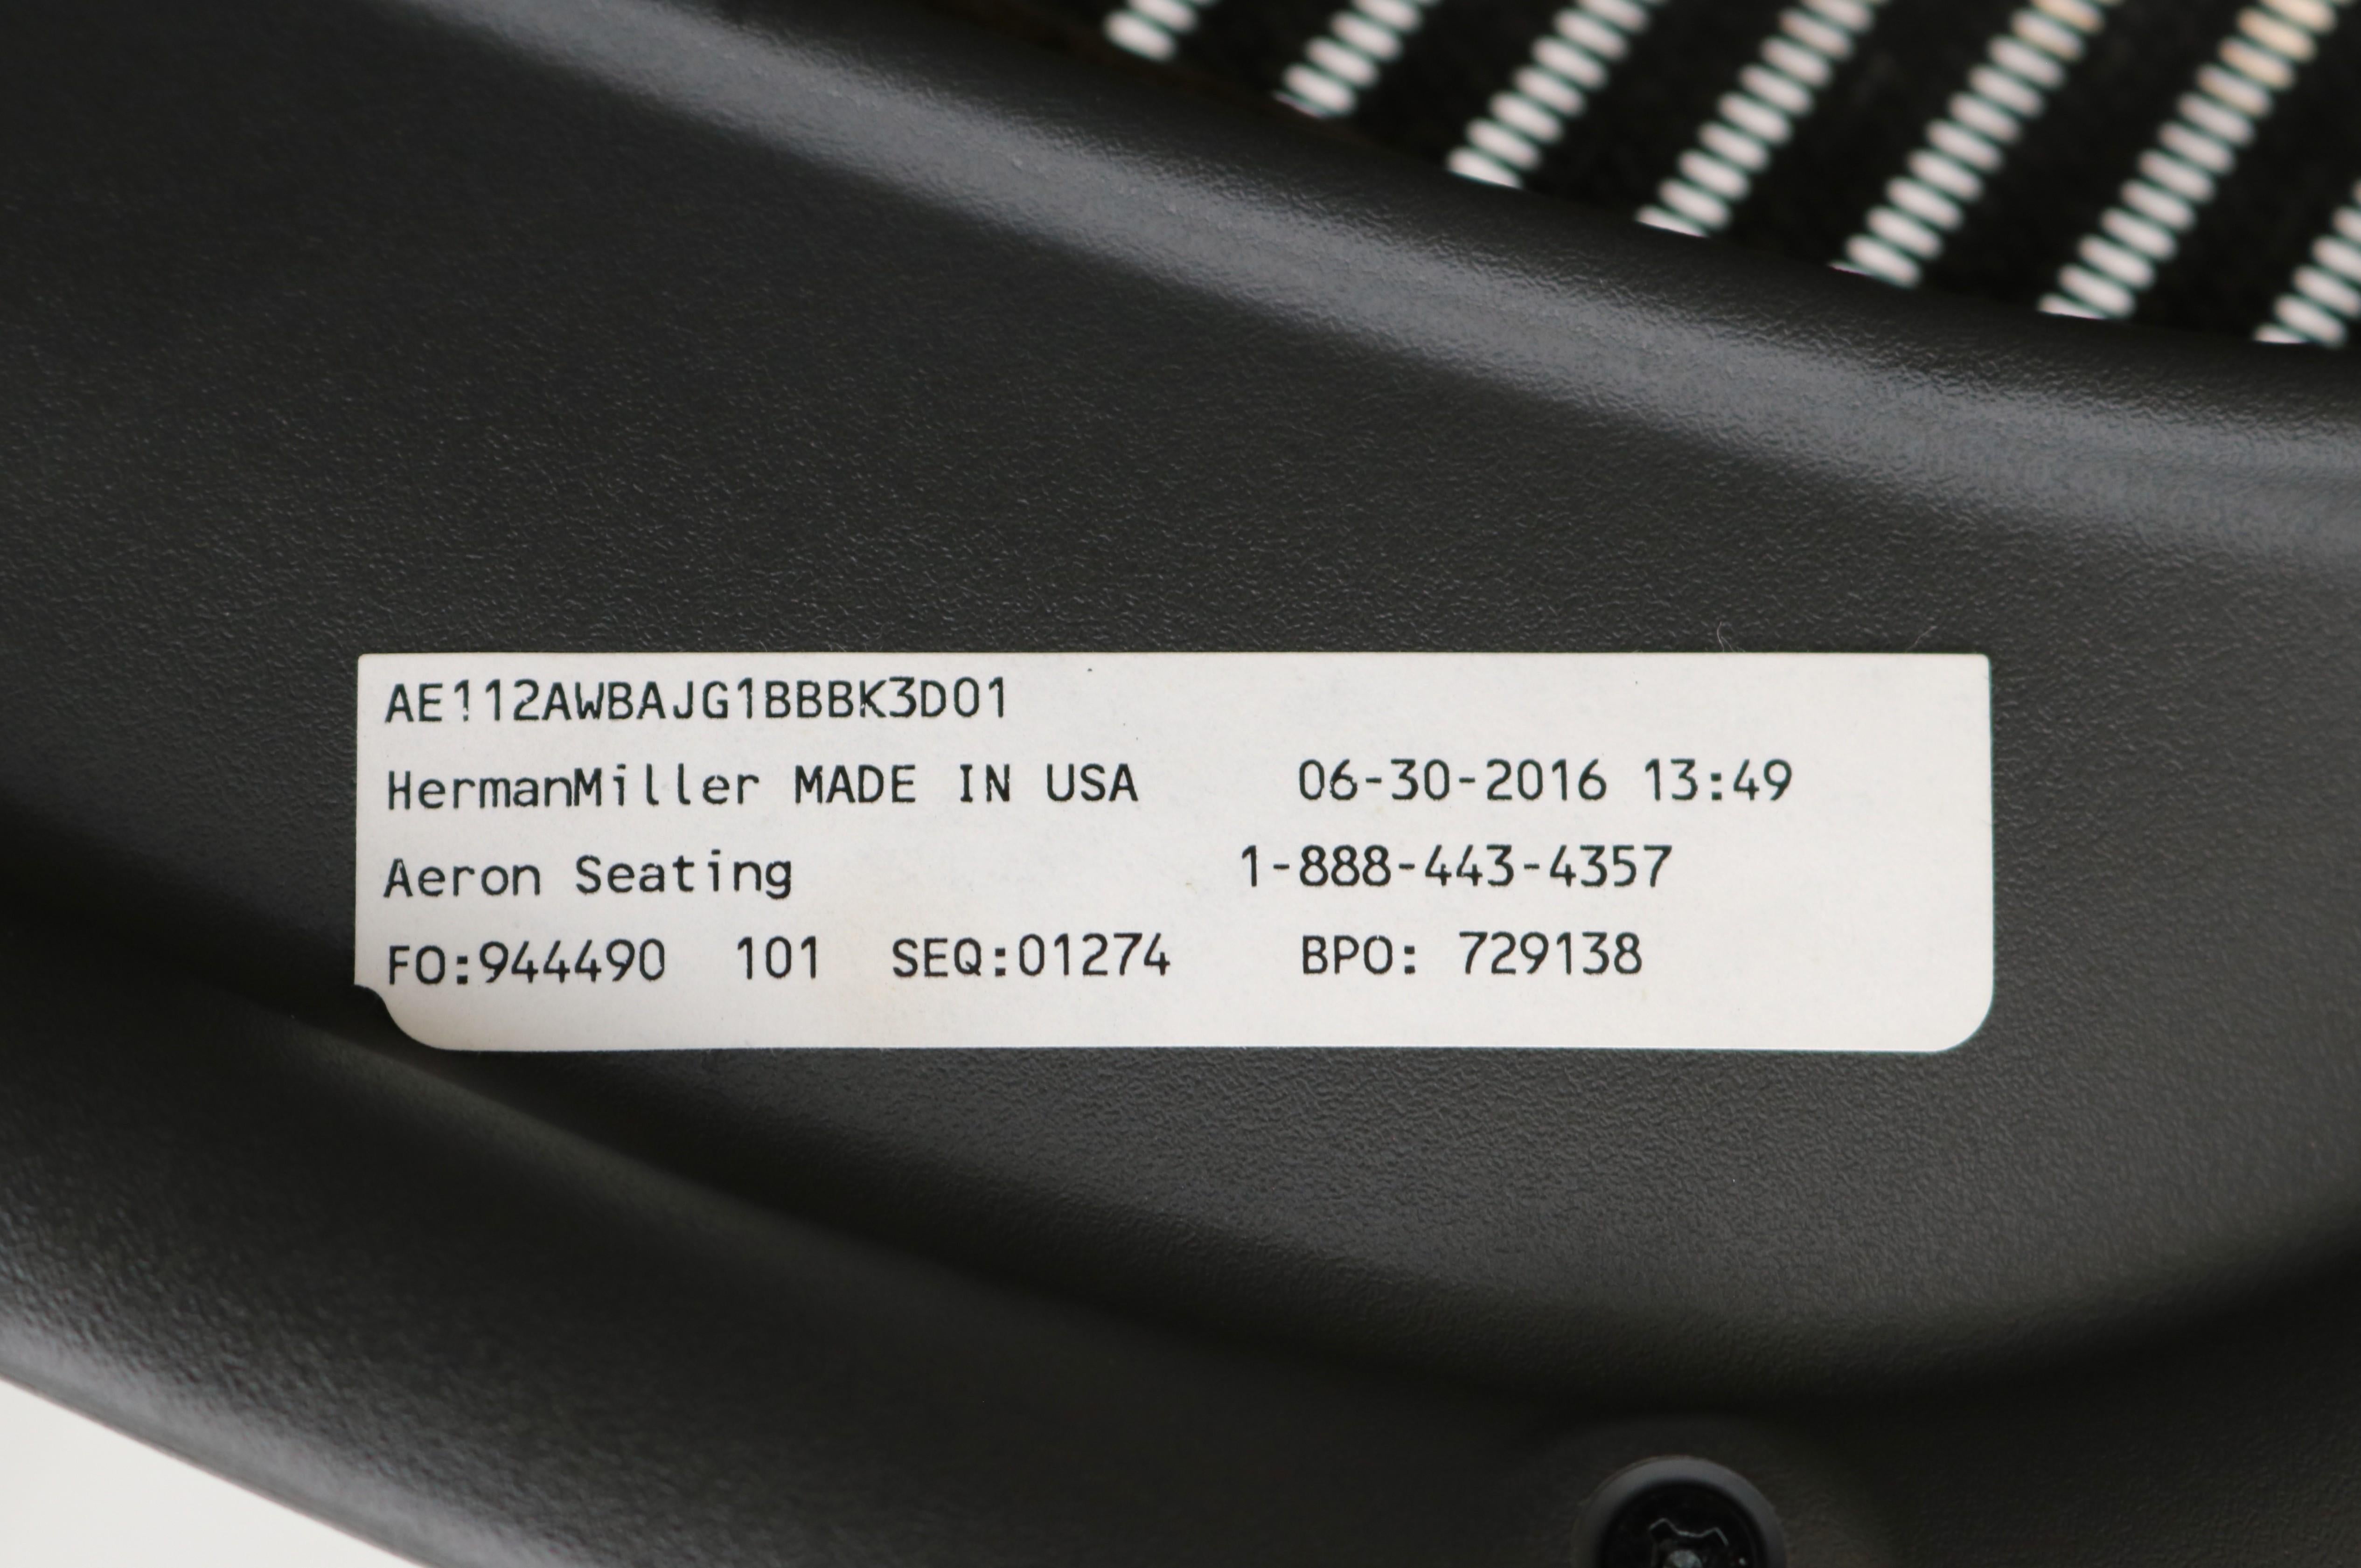 AE112AWBAJG1BBBK3D01
HermanMiller MADE IN USA 06-30-2016 13:49
Aeron Seating 1-888-443-4357
FO:944490 101 SEQ:01274 BPO: 729138